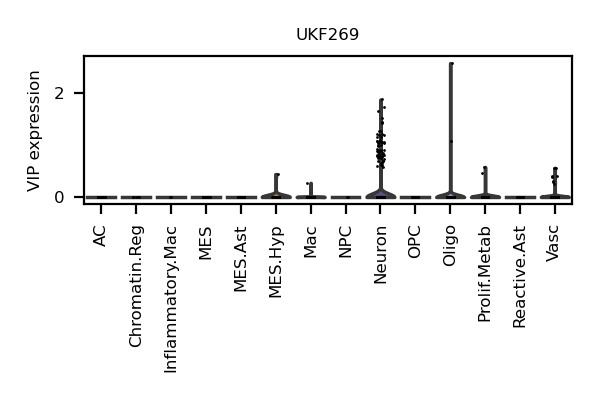 UKF269
VIP expression
2
0
AC
Chromatin.Reg
Inflammatory.Mac
MES
MES.Ast
MES.Hyp
Mac
NPC
Neuron
OPC
Oligo
Prolif.Metab
Reactive.Ast
Vasc